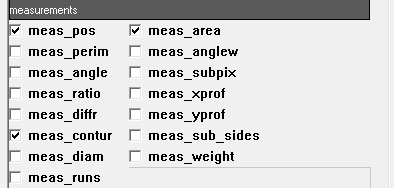 measurements
meas_pos meas_area
meas_perim meas_anglew
meas_angle meas_subpix
meas_ratio meas_xprof
meas_diffr meas_yprof
meas_contur meas_sub_sides
meas_diam meas_weight
meas_runs